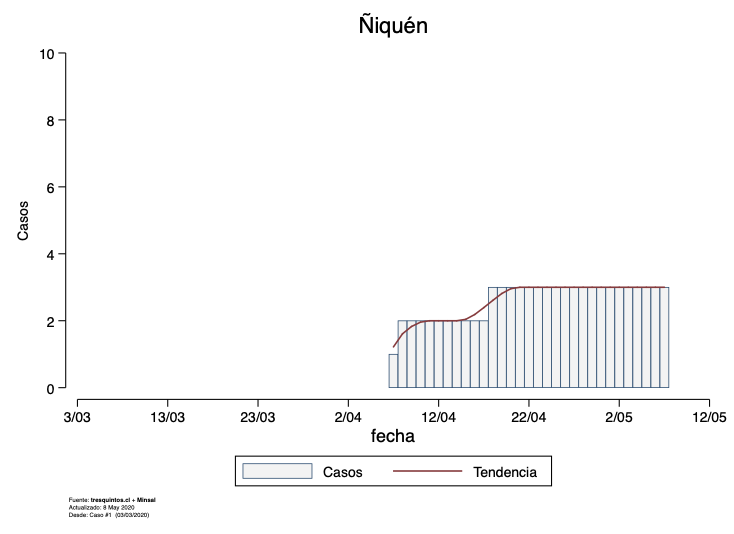 Ñiquén
10
8
6
4
2
0
Casos
3/03 13/03 23/03 2/04 12/04 22/04 2/05 12/05
fecha
Casos Tendencia
Fuente: tresquintos.cl + Minsal
Actualizado: 8 May 2020
Desde: Caso #1 (03/03/2020)